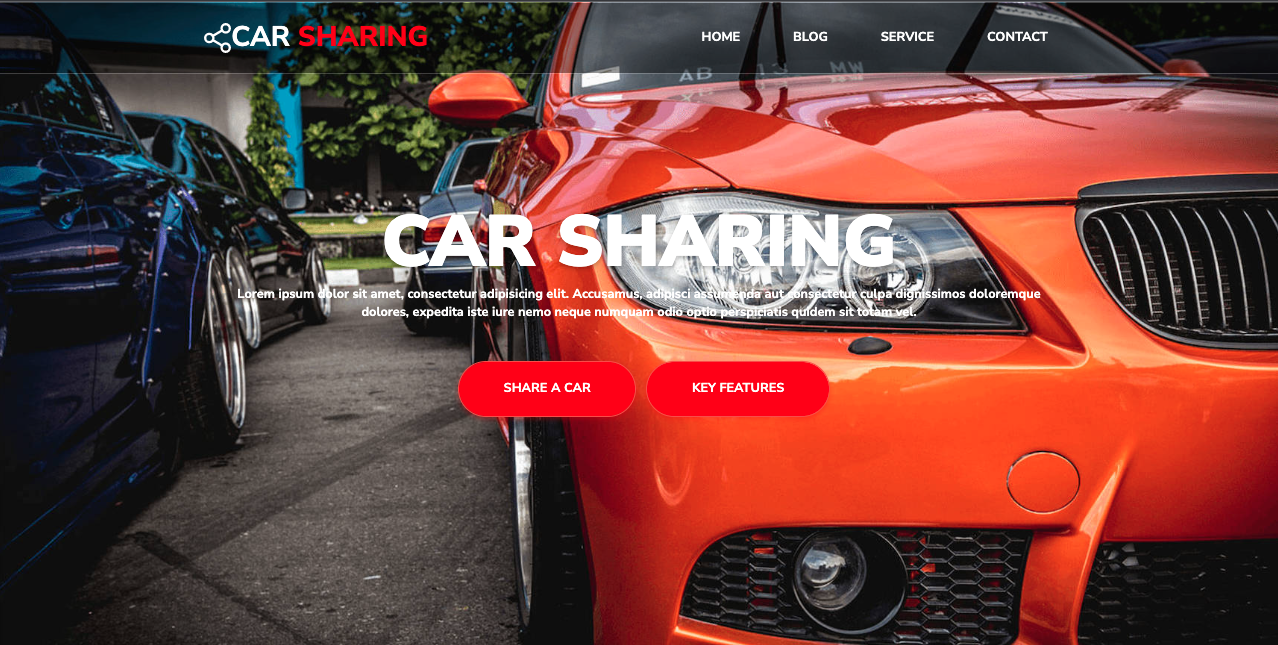 CAR SHARING
HOME BLOG SERVICE CONTACT
CAR SHARING
Lorem ipsum dolor sit amet, consectetur adipisicing elit. Accusamus, adipisci assumenda aut consectetur culpa dignissimos doloremque
dolores, expedita iste iure nemo neque numquam odio optio perspiciatis quidem sit totam vel.
SHARE A CAR
KEY FEATURES